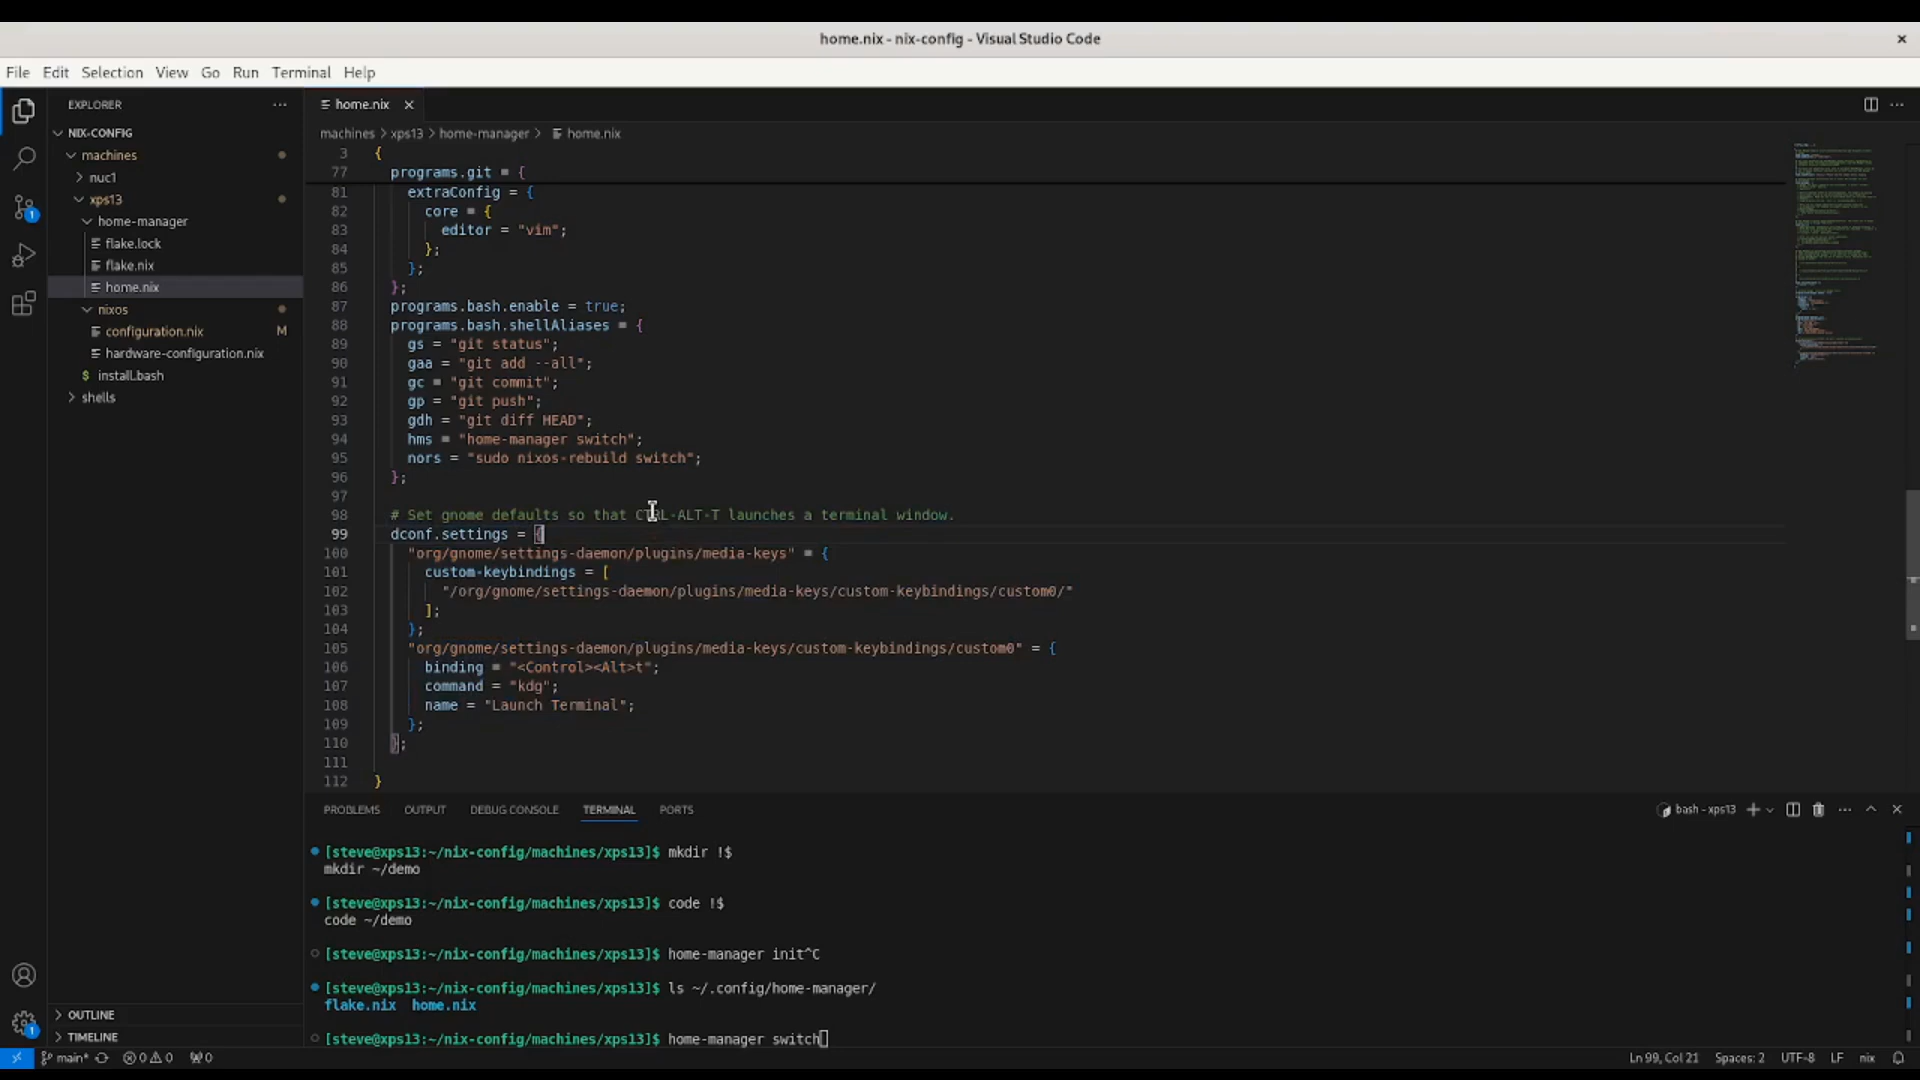 home.nix - nix-config - Visual Studio Code
File Edit Selection View Go Run Terminal Help
EXPLORER
NIX-CONFIG
machines
nuc1
xps13
home-manager
flake.lock
flake.nix
home.nix
nixos
configuration.nix M
hardware-configuration.nix
install.bash
shells
OUTLINE
TIMELINE
1
1
home.nix
machines > xps13 > home-manager > home.nix
3 {
77 programs.git = {
81 extraConfig = {
82 core = {
83 editor = "vim";
84 };
85 };
86 };
87 programs.bash.enable = true;
88 programs.bash.shellAliases = {
89 gs = "git status";
90 gaa = "git add --all";
91 gc = "git commit";
92 gp = "git push";
93 gdh = "git diff HEAD";
94 hms = "home-manager switch";
95 nors = "sudo nixos-rebuild switch";
96 };
97
98 # Set gnome defaults so that CTRL-ALT-T launches a terminal window.
99 dconf.settings = {
100 "org/gnome/settings-daemon/plugins/media-keys" = {
101 custom-keybindings = [
102 "/org/gnome/settings-daemon/plugins/media-keys/custom-keybindings/custom0/"
103 ];
104 };
105 "org/gnome/settings-daemon/plugins/media-keys/custom-keybindings/custom0" = {
106 binding = "<Control><Alt>t";
107 command = "kdg";
108 name = "Launch Terminal";
109 };
110 };
111
112 }
PROBLEMS OUTPUT DEBUG CONSOLE TERMINAL PORTS
bash - xps13
[steve@xps13:~/nix-config/machines/xps13]$ mkdir !$
mkdir ~/demo
[steve@xps13:~/nix-config/machines/xps13]$ code !$
code ~/demo
[steve@xps13:~/nix-config/machines/xps13]$ home-manager init^C
[steve@xps13:~/nix-config/machines/xps13]$ ls ~/.config/home-manager/
flake.nix home.nix
[steve@xps13:~/nix-config/machines/xps13]$ home-manager switch
main* 0 0 0
Ln 99, Col 21 Spaces: 2 UTF-8 LF nix